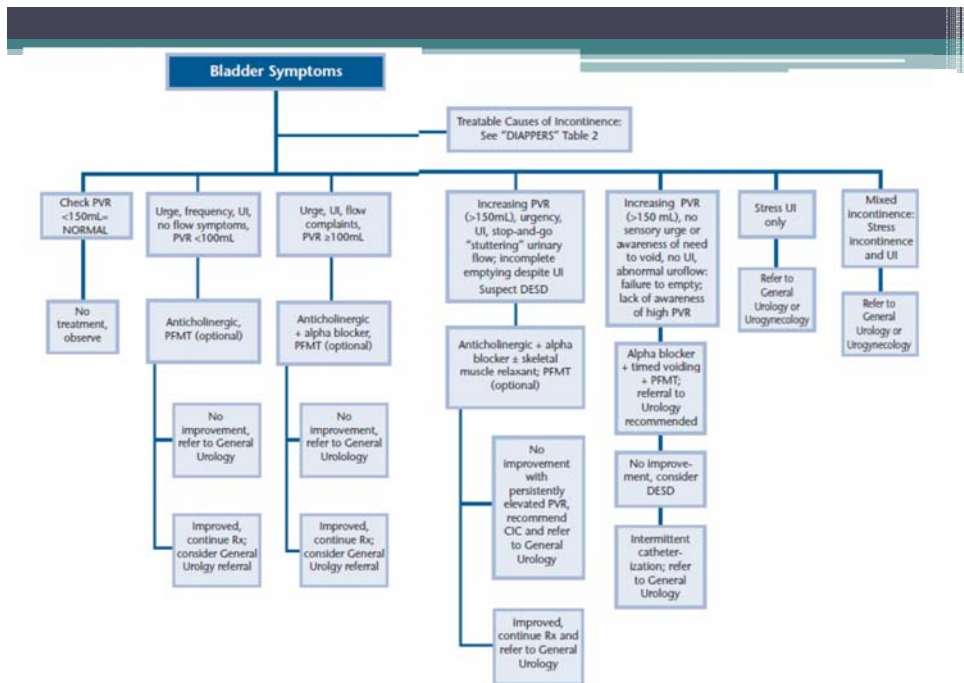 Bladder Symptoms
Treatable Causes of Incontinence:
See "DIAPPERS" Table 2
Check PVR
<150mL=
NORMAL
No
treatment,
observe
Urge, frequency, UI,
no flow symptoms,
PVR <100mL
Anticholinergic,
PFMT (optional)
No
improvement,
refer to General
Urology
Improved,
continue Rx;
consider General
Urolgy referral
Urge, UI, flow
complaints,
PVR ≥100mL
Anticholinergic
+ alpha blocker,
PFMT (optional)
No
improvement,
refer to General
Urolology
Improved,
continue Rx;
consider General
Urolgy referral
Increasing PVR
(>150mL), urgency,
UI, stop-and-go
"stuttering" urinary
flow; incomplete
emptying despite UI
Suspect DESD
Anticholinergic + alpha
blocker ± skeletal
muscle relaxant; PFMT
(optional)
No
improvement
with
persistently
elevated PVR,
recommend
CIC and refer
to General
Urology
Improved,
continue Rx and
refer to General
Urology
Increasing PVR
(>150 mL), no
sensory urge or
awareness of need
to void, no UI,
abnormal uroflow:
failure to empty;
lack of awareness
of high PVR
Alpha blocker
+ timed voiding
+ PFMT;
referral to
Urology
recommended
No improve-
ment, consider
DESD
Intermittent
catheter-
ization; refer
to General
Urology
Stress UI
only
Refer to
General
Urology or
Urogynecology
Mixed
incontinence:
Stress
incontinence
and UI
Refer to
General
Urology or
Urogynecology